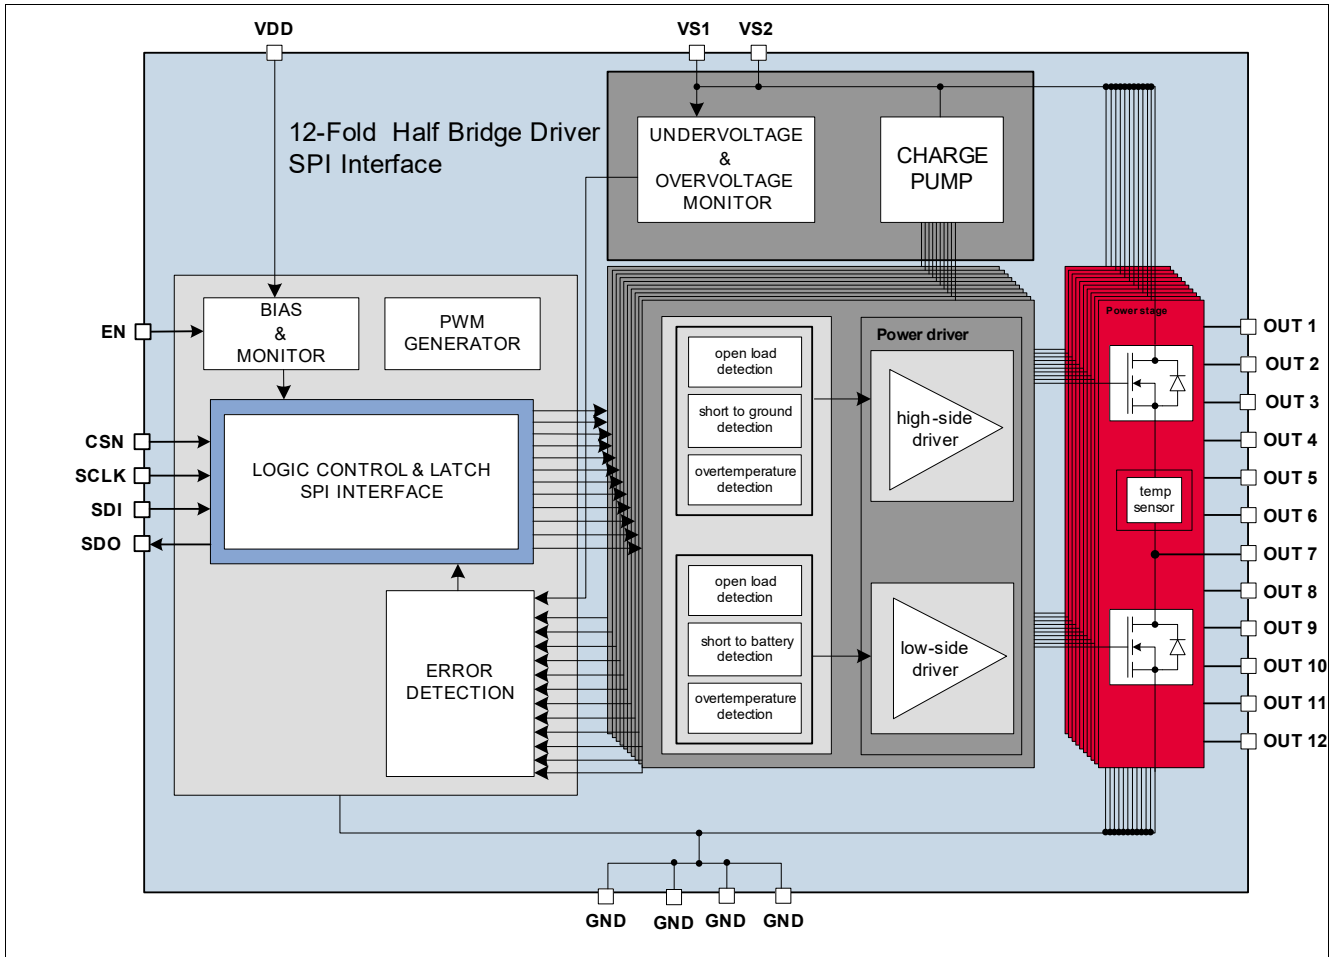 VDD
VS1
VS2
12-Fold Half Bridge Driver
SPI Interface
UNDERVOLTAGE
&
OVERVOLTAGE
MONITOR
CHARGE
PUMP
EN
BIAS
&
MONITOR
PWM
GENERATOR
CSN
SCLK
SDI
SDO
LOGIC CONTROL & LATCH
SPI INTERFACE
ERROR
DETECTION
open load
detection
short to ground
detection
overtemperature
detection
open load
detection
short to battery
detection
overtemperature
detection
Power driver
high-side
driver
low-side
driver
Power stage
temp
sensor
OUT 1
OUT 2
OUT 3
OUT 4
OUT 5
OUT 6
OUT 7
OUT 8
OUT 9
OUT 10
OUT 11
OUT 12
GND
GND
GND
GND